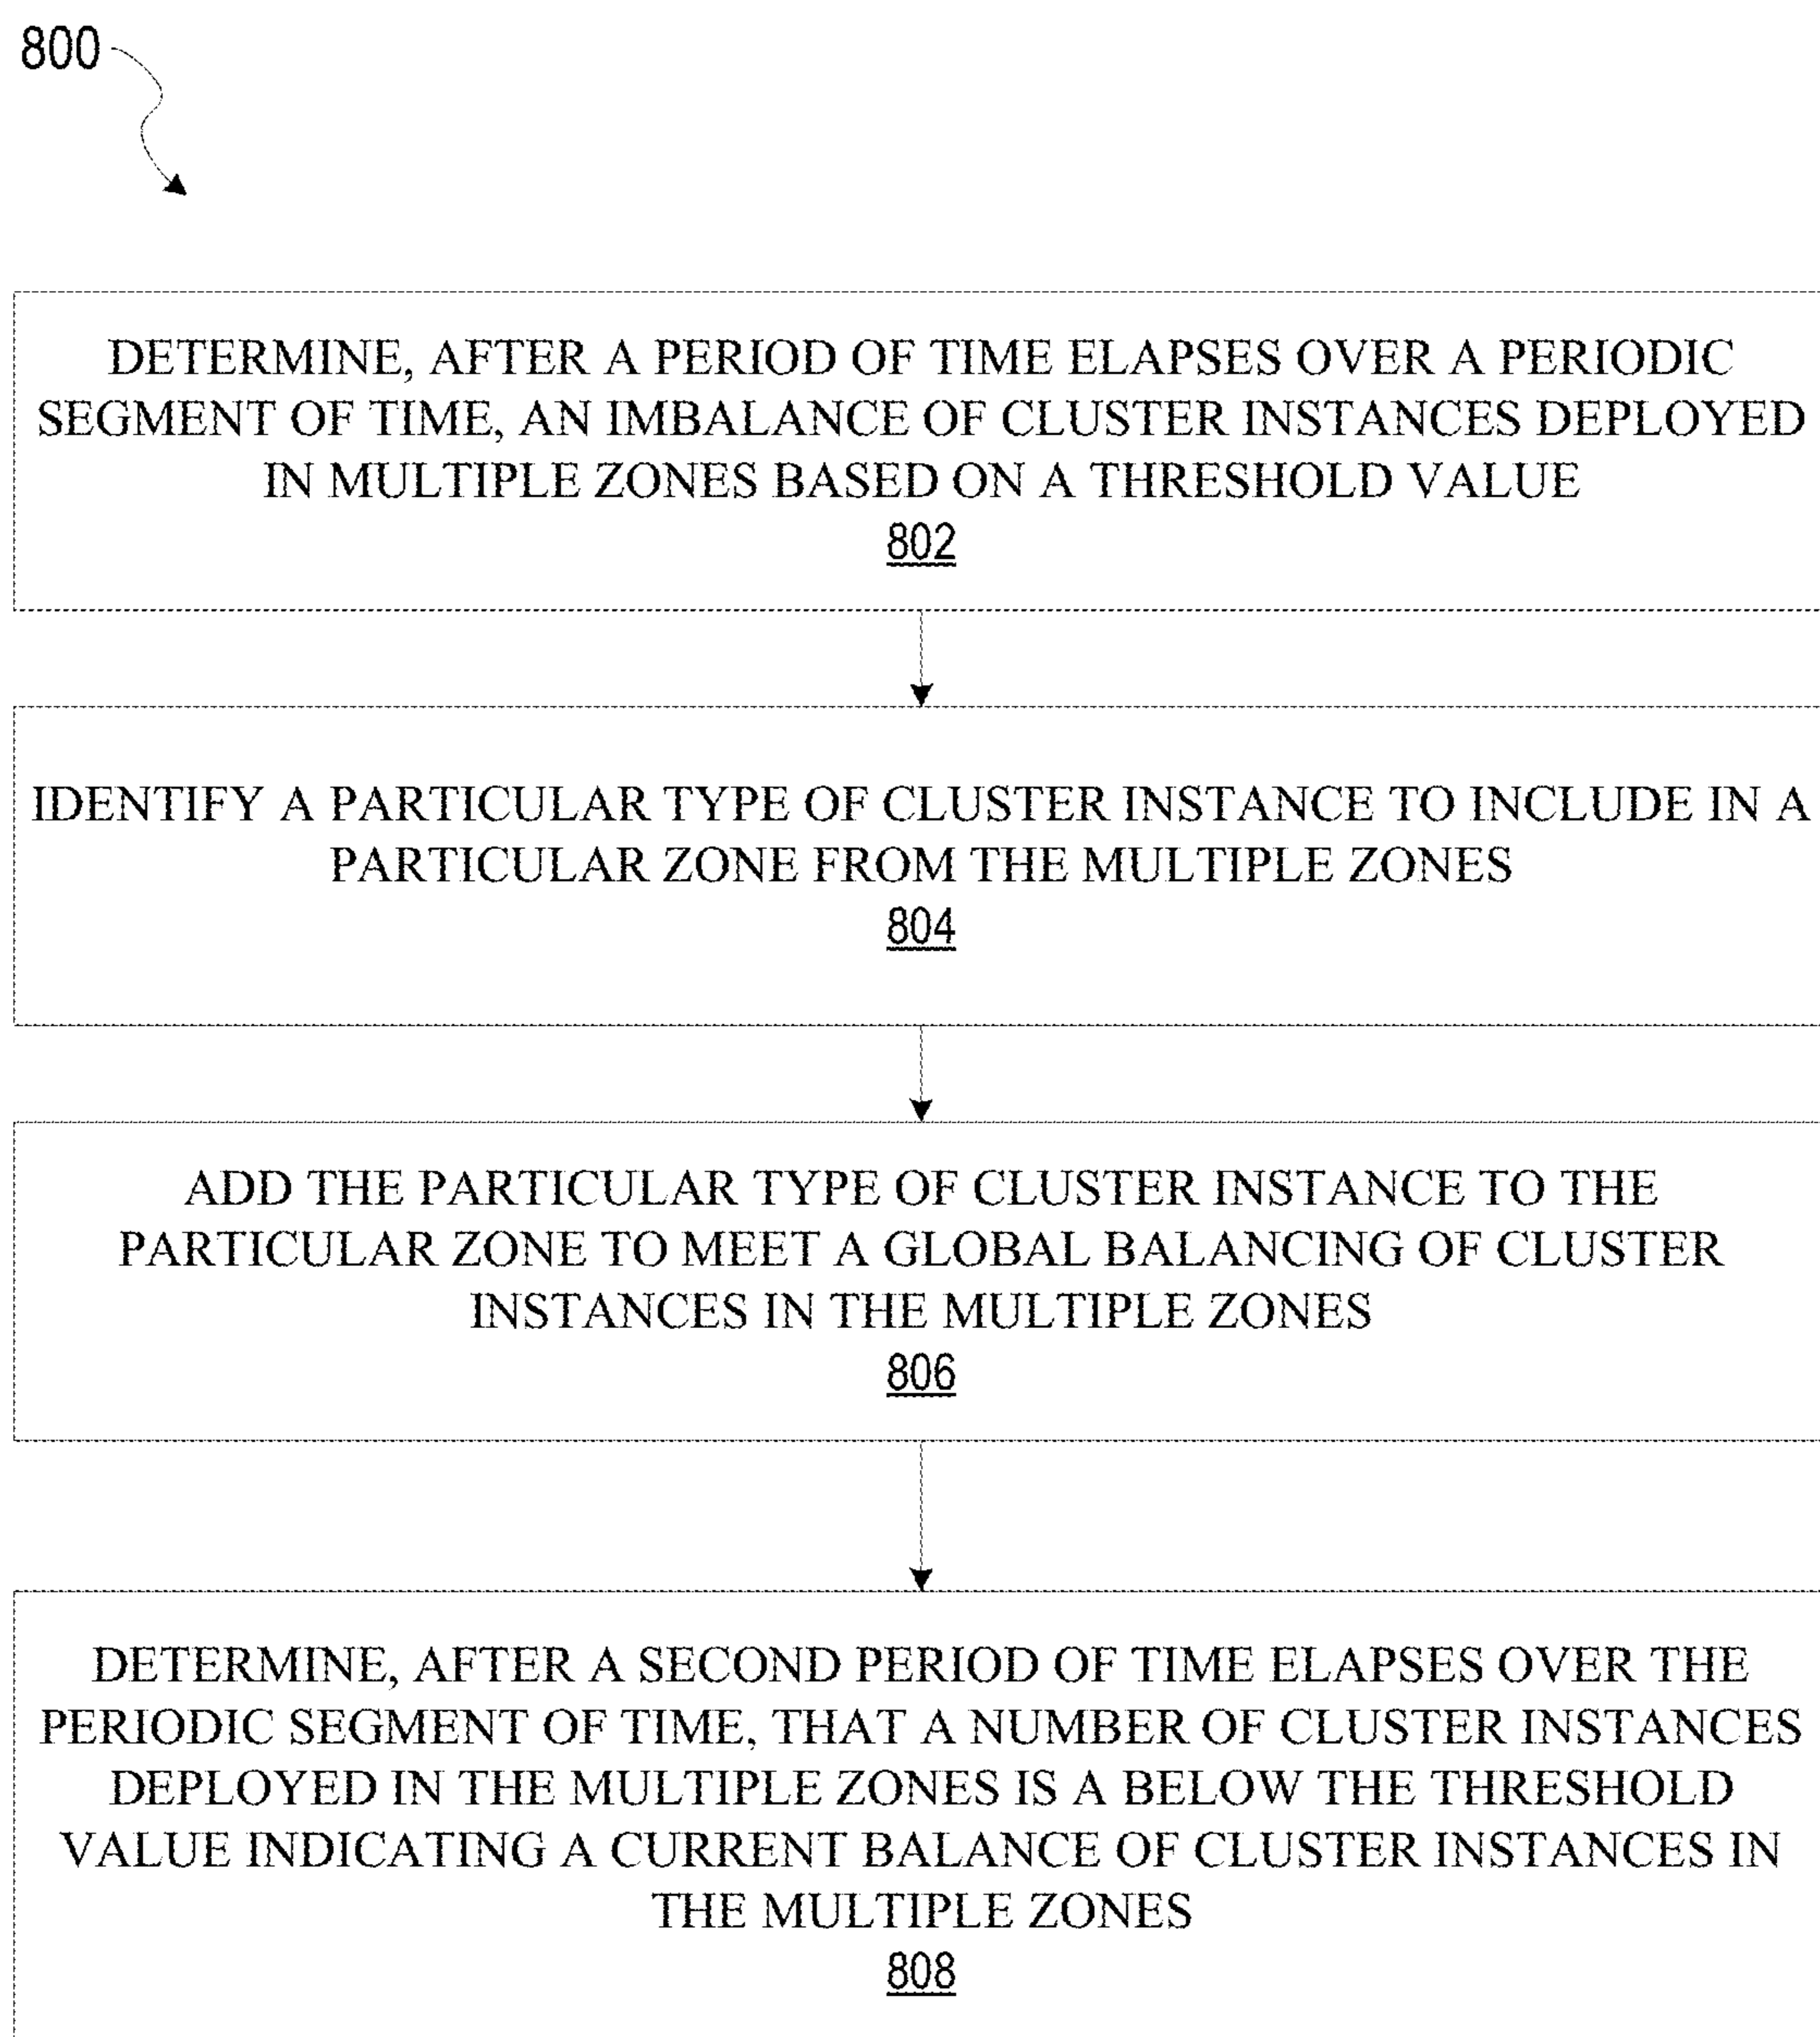 800
DETERMINE, AFTER A PERIOD OF TIME ELAPSES OVER A PERIODIC
SEGMENT OF TIME, AN IMBALANCE OF CLUSTER INSTANCES DEPLOYED
IN MULTIPLE ZONES BASED ON A THRESHOLD VALUE
802
IDENTIFY A PARTICULAR TYPE OF CLUSTER INSTANCE TO INCLUDE IN A
PARTICULAR ZONE FROM THE MULTIPLE ZONES
804
ADD THE PARTICULAR TYPE OF CLUSTER INSTANCE TO THE
PARTICULAR ZONE TO MEET A GLOBAL BALANCING OF CLUSTER
INSTANCES IN THE MULTIPLE ZONES
806
DETERMINE, AFTER A SECOND PERIOD OF TIME ELAPSES OVER THE
PERIODIC SEGMENT OF TIME, THAT A NUMBER OF CLUSTER INSTANCES
DEPLOYED IN THE MULTIPLE ZONES IS A BELOW THE THRESHOLD
VALUE INDICATING A CURRENT BALANCE OF CLUSTER INSTANCES IN
THE MULTIPLE ZONES
808